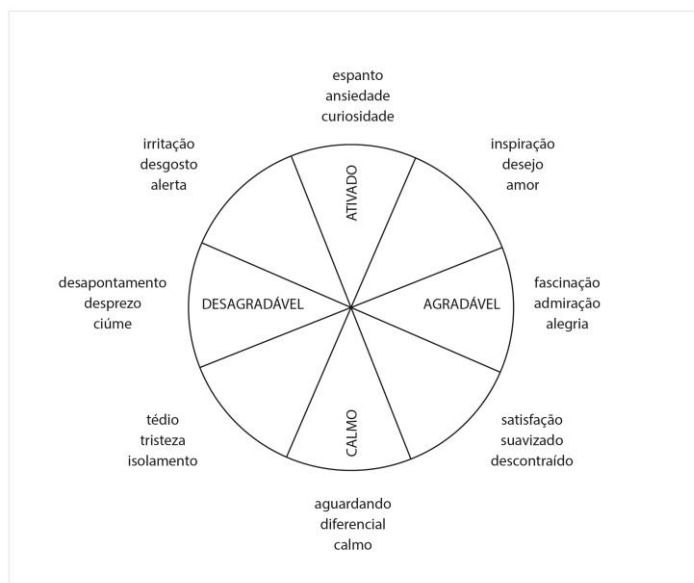 espanto
ansiedade
curiosidade
irritação
desgosto
alerta
inspiração
desejo
amor
ATIVADO
desapontamento
desprezo
ciúme
DESAGRADÁVEL
AGRADÁVEL
fascinação
admiração
alegria
tédio
tristeza
isolamento
CALMO
satisfação
suavizado
descontraído
aguardando
diferencial
calmo